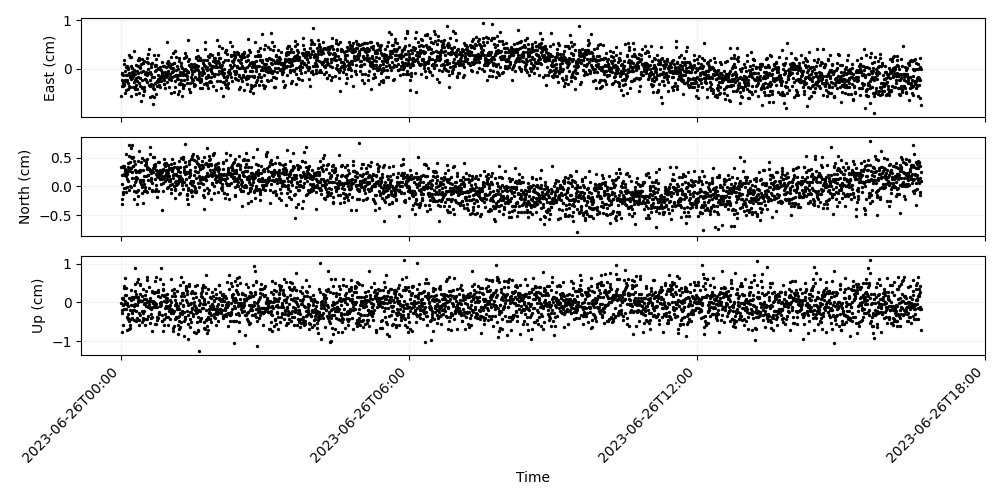 1
0
East (cm)
0.5
0.0
−0.5
North (cm)
1
0
−1
Up (cm)
2023-06-26T00:00
2023-06-26T06:00
2023-06-26T12:00
2023-06-26T18:00
Time